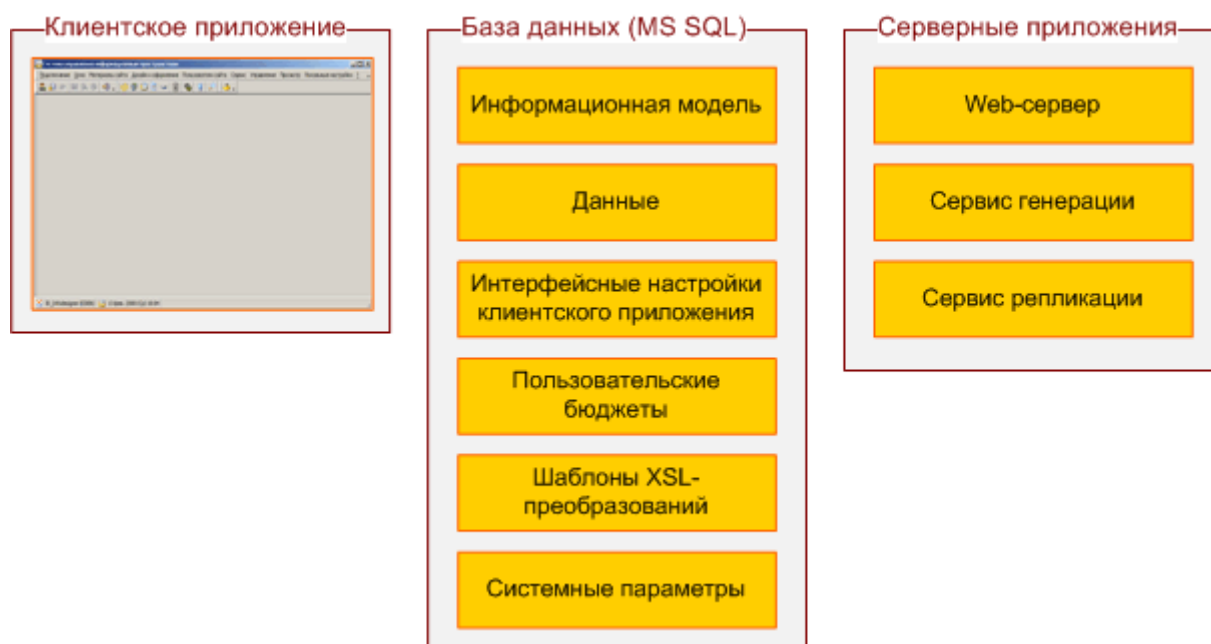 Клиентское приложение
База данных (MS SQL)
Информационная модель
Данные
Интерфейсные настройки
клиентского приложения
Пользовательские
бюджеты
Шаблоны XSL-
преобразований
Системные параметры
Серверные приложения
Web-сервер
Сервис генерации
Сервис репликации